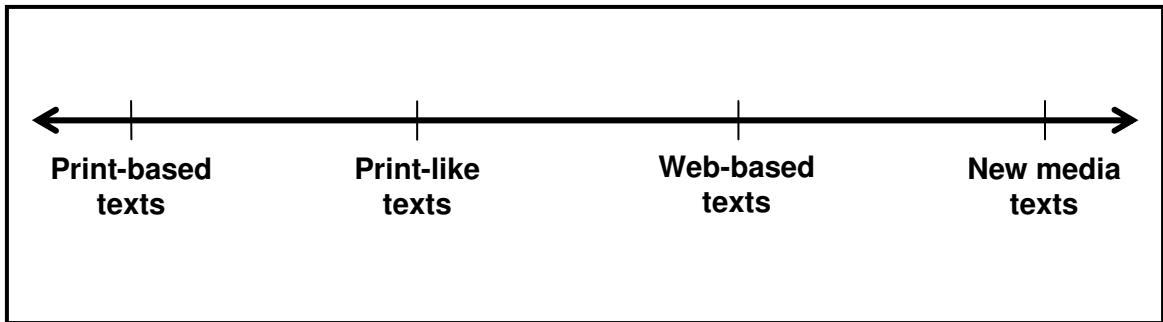 Print-based
texts
Print-like
texts
Web-based
texts
New media
texts